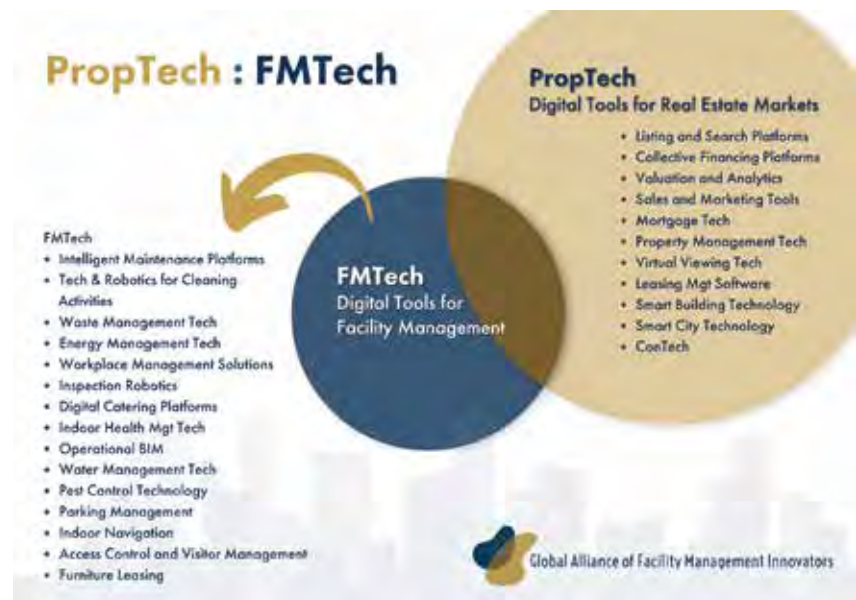 PropTech : FMTech
PropTech
Digital Tools for Real Estate Markets
• Listing and Search Platforms
• Collective Financing Platforms
• Valuation and Analytics
• Sales and Marketing Tools
• Mortgage Tech
• Property Management Tech
• Virtual Viewing Tech
• Leasing Mgt Software
• Smart Building Technology
• Smart City Technology
• ConTech
FMTech
Digital Tools for
Facility Management
FMTech
• Intelligent Maintenance Platforms
• Tech & Robotics for Cleaning
Activities
• Waste Management Tech
• Energy Management Tech
• Workplace Management Solutions
• Inspection Robotics
• Digital Catering Platforms
• Indoor Health Mgt Tech
• Operational BIM
• Water Management Tech
• Pest Control Technology
• Parking Management
• Indoor Navigation
• Access Control and Visitor Management
• Furniture Leasing
Global Alliance of Facility Management Innovators